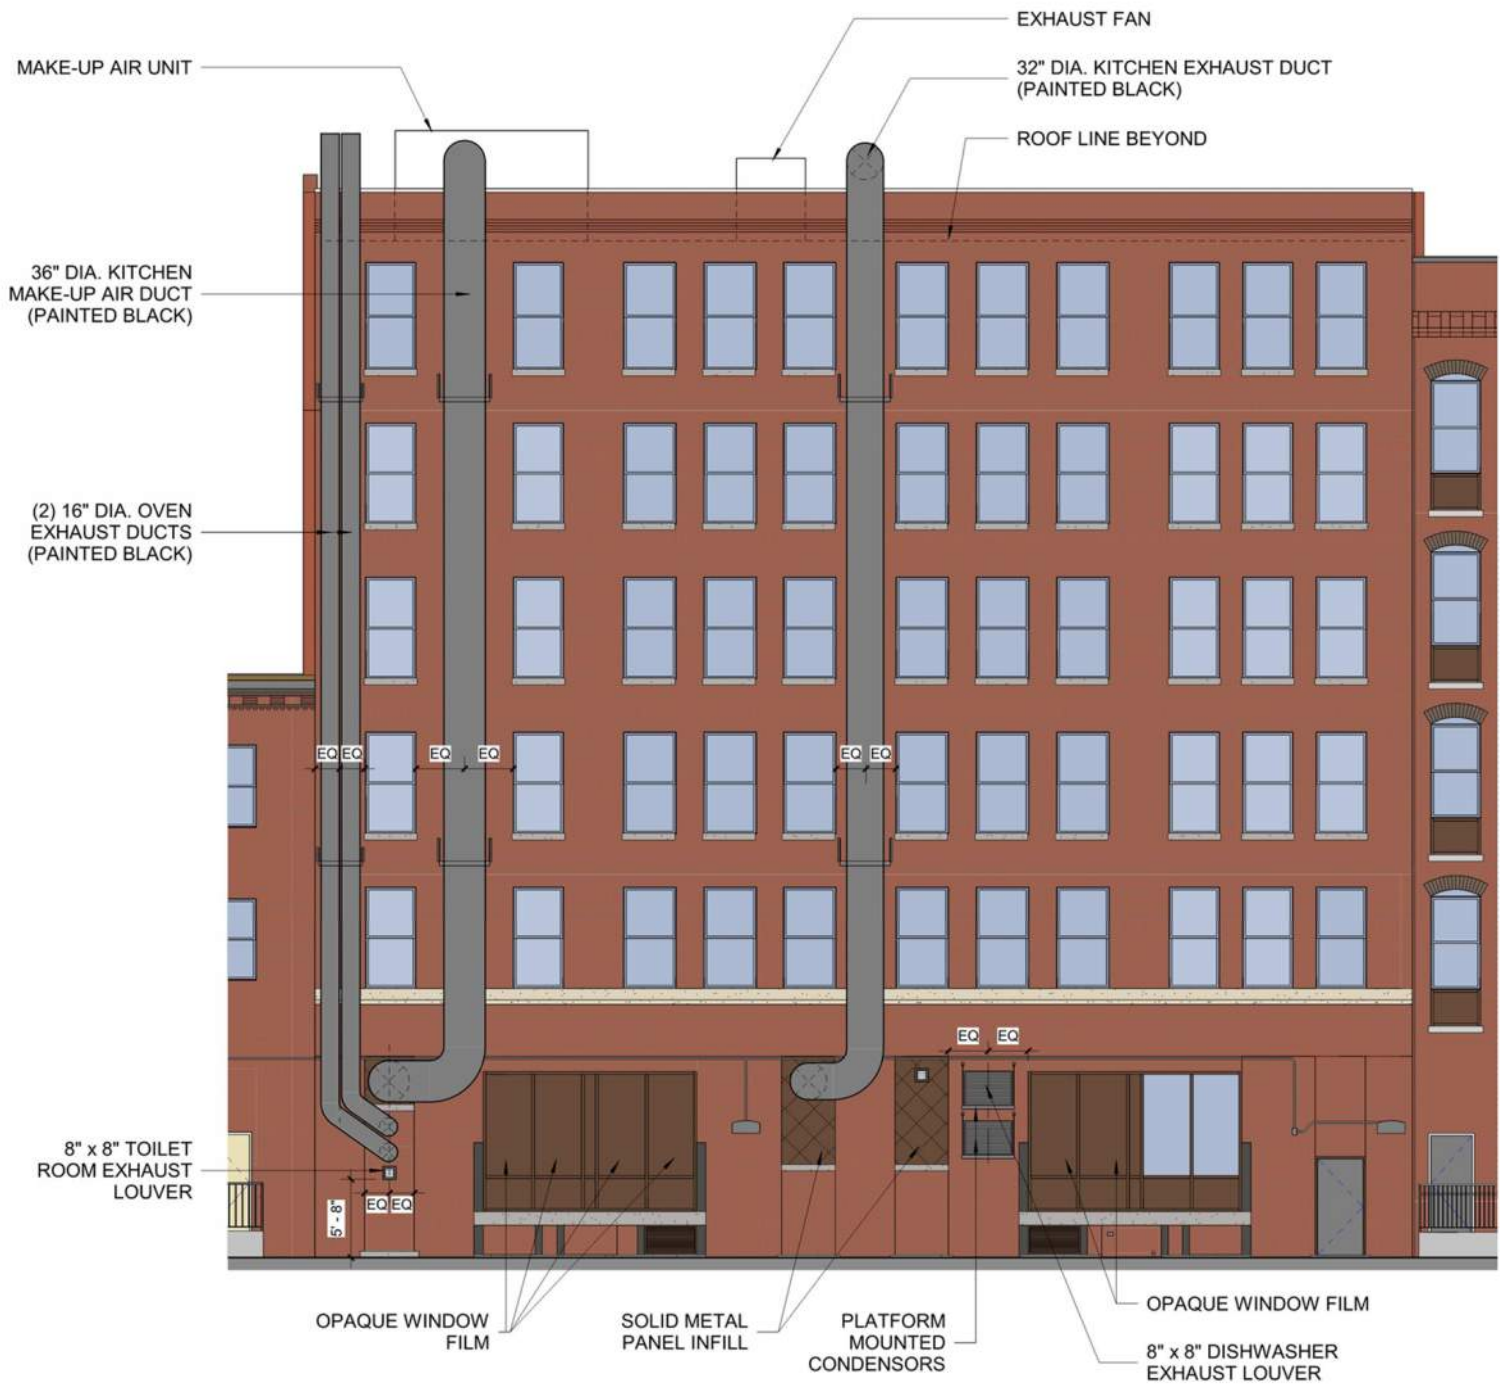 EXHAUST FAN
MAKE-UP AIR UNIT
32" DIA. KITCHEN EXHAUST DUCT
(PAINTED BLACK)
ROOF LINE BEYOND
36" DIA. KITCHEN
MAKE-UP AIR DUCT
(PAINTED BLACK)
(2) 16" DIA. OVEN
EXHAUST DUCTS
(PAINTED BLACK)
EQ EQ
EQ EQ
EQ EQ
EQ EQ
8" x 8" TOILET
ROOM EXHAUST
LOUVER
EQ EQ
5' - 8"
OPAQUE WINDOW
FILM
SOLID METAL
PANEL INFILL
PLATFORM
MOUNTED
CONDENSORS
OPAQUE WINDOW FILM
8" x 8" DISHWASHER
EXHAUST LOUVER